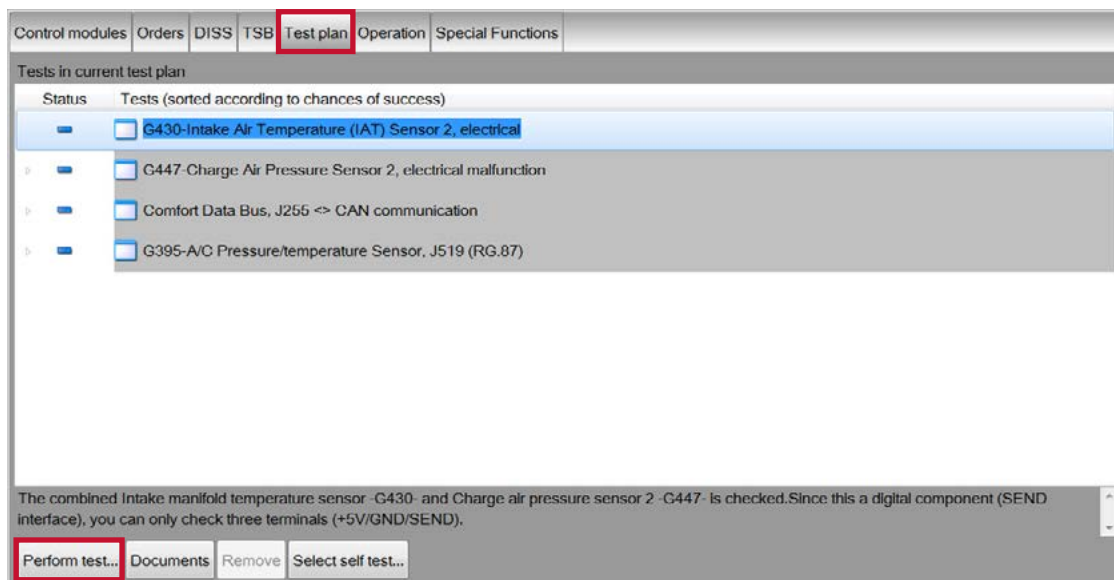 Control modules Orders DISS TSB Test plan Operation Special Functions
Tests in current test plan
Status Tests (sorted according to chances of success)
G430-Intake Air Temperature (IAT) Sensor 2, electrical
G447-Charge Air Pressure Sensor 2, electrical malfunction
Comfort Data Bus, J255 <> CAN communication
G395-A/C Pressure/temperature Sensor, J519 (RG.87)
The combined Intake manifold temperature sensor -G430- and Charge air pressure sensor 2 -G447- is checked.Since this a digital component (SEND
interface), you can only check three terminals (+5V/GND/SEND).
Perform test... Documents Remove Select self test...